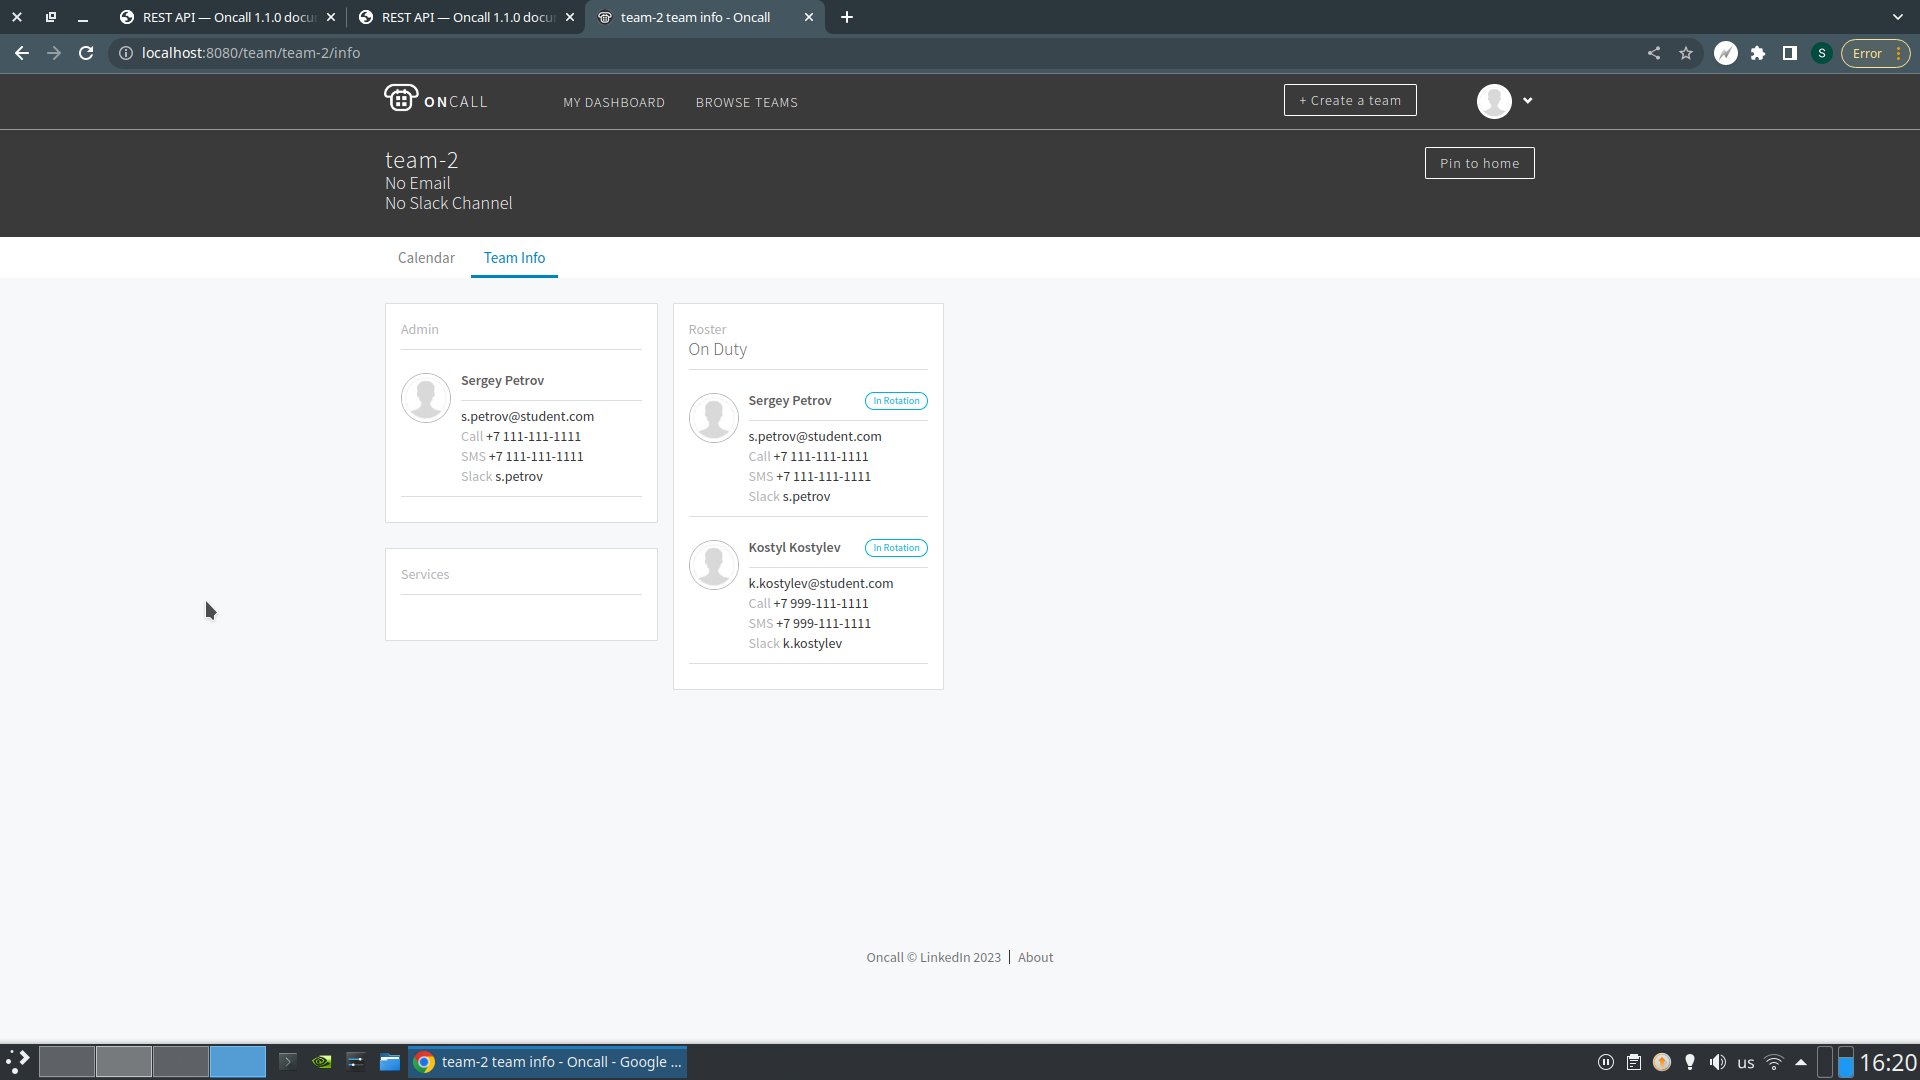 REST API — Oncall 1.1.0 docu
REST API — Oncall 1.1.0 docu
team-2 team info - Oncall
localhost:8080/team/team-2/info
S
Error
ONCALL
MY DASHBOARD
BROWSE TEAMS
+ Create a team
team-2
No Email
No Slack Channel
Pin to home
Calendar
Team Info
Admin
Sergey Petrov
s.petrov@student.com
Call +7 111-111-1111
SMS +7 111-111-1111
Slack s.petrov
Services
Roster
On Duty
Sergey Petrov
In Rotation
s.petrov@student.com
Call +7 111-111-1111
SMS +7 111-111-1111
Slack s.petrov
Kostyl Kostylev
In Rotation
k.kostylev@student.com
Call +7 999-111-1111
SMS +7 999-111-1111
Slack k.kostylev
Oncall © LinkedIn 2023 | About
team-2 team info - Oncall - Google ...
us
16:20